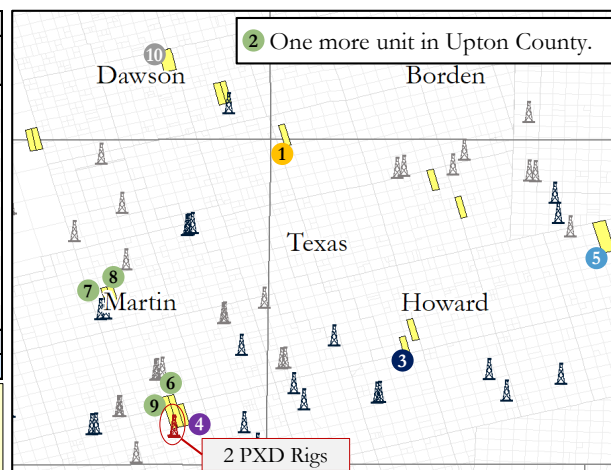 2 One more unit in Upton County.
10
Dawson
Borden
1
Texas
5
8
7
Martin
Howard
3
6
9
4
2 PXD Rigs